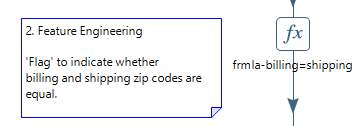 2. Feature Engineering
'Flag' to indicate whether
billing and shipping zip codes are
equal.
fx
frmla-billing=shipping